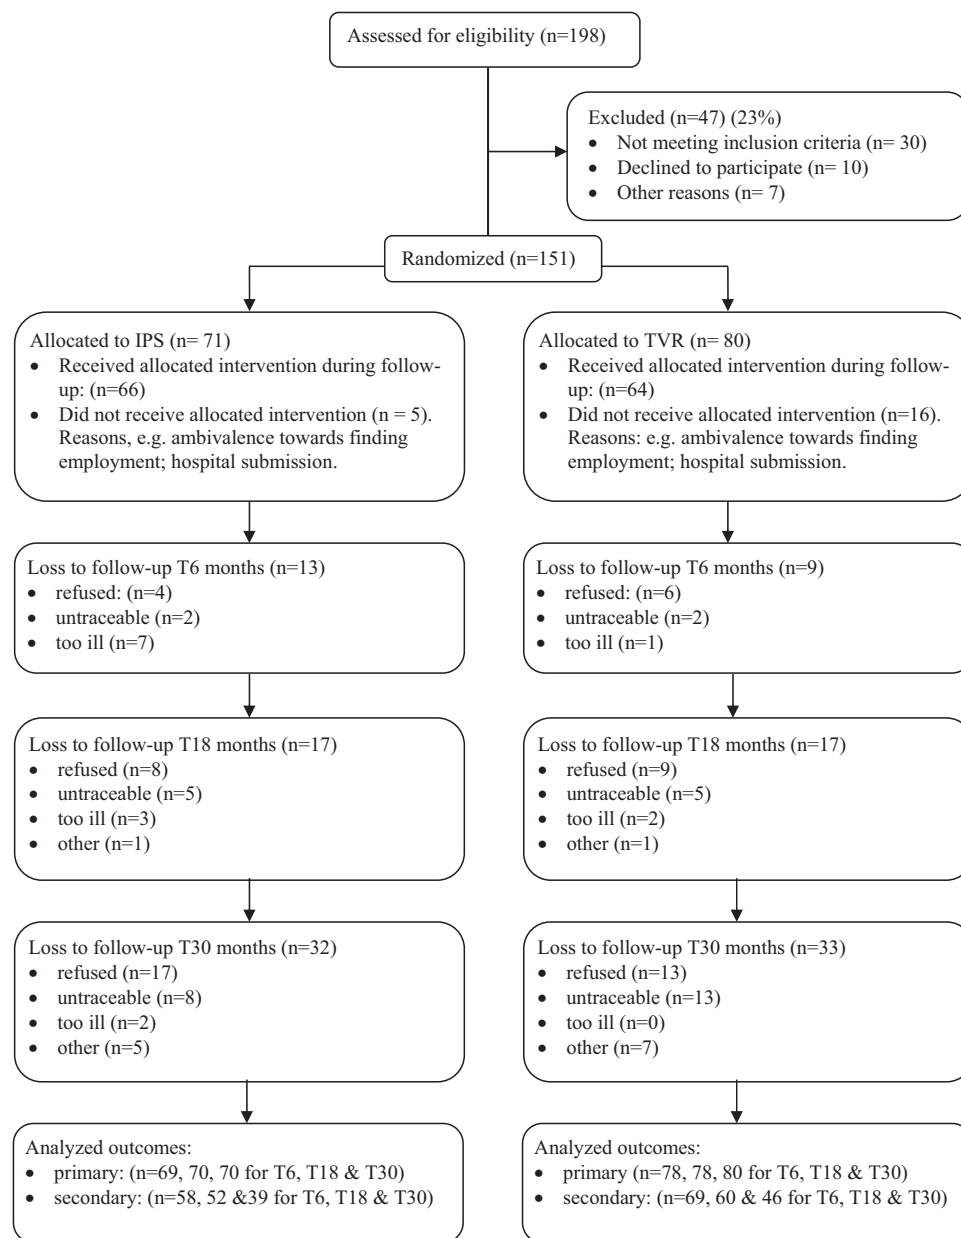 Assessed for eligibility (n=198)
Excluded (n=47) (23%)
• Not meeting inclusion criteria (n= 30)
• Declined to participate (n= 10)
• Other reasons (n= 7)
Randomized (n=151)
Allocated to IPS (n= 71)
• Received allocated intervention during follow-
up: (n=66)
• Did not receive allocated intervention (n = 5).
Reasons, e.g. ambivalence towards finding
employment; hospital submission.
Allocated to TVR (n= 80)
• Received allocated intervention during follow-
up: (n=64)
• Did not receive allocated intervention (n=16).
Reasons: e.g. ambivalence towards finding
employment; hospital submission.
Loss to follow-up T6 months (n=13)
• refused: (n=4)
• untraceable (n=2)
• too ill (n=7)
Loss to follow-up T6 months (n=9)
• refused: (n=6)
• untraceable (n=2)
• too ill (n=1)
Loss to follow-up T18 months (n=17)
• refused (n=8)
• untraceable (n=5)
• too ill (n=3)
• other (n=1)
Loss to follow-up T18 months (n=17)
• refused (n=9)
• untraceable (n=5)
• too ill (n=2)
• other (n=1)
Loss to follow-up T30 months (n=32)
• refused (n=17)
• untraceable (n=8)
• too ill (n=2)
• other (n=5)
Loss to follow-up T30 months (n=33)
• refused (n=13)
• untraceable (n=13)
• too ill (n=0)
• other (n=7)
Analyzed outcomes:
• primary: (n=69, 70, 70 for T6, T18 & T30)
• secondary: (n=58, 52 &39 for T6, T18 & T30)
Analyzed outcomes:
• primary (n=78, 78, 80 for T6, T18 & T30)
• secondary: (n=69, 60 & 46 for T6, T18 & T30)